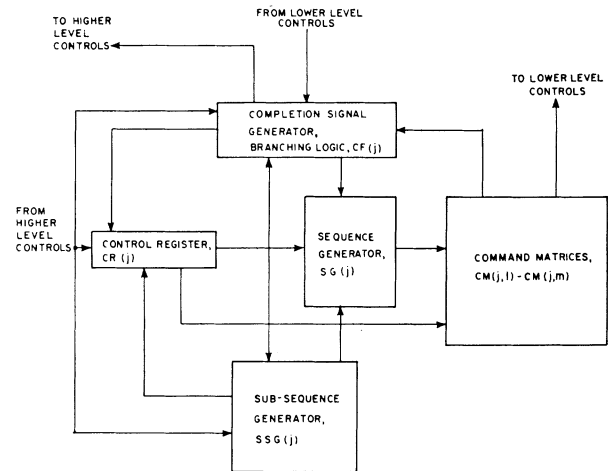 TO HIGHER
LEVEL
CONTROLS
FROM LOWER LEVEL
CONTROLS
TO LOWER LEVEL
CONTROLS
COMPLETION SIGNAL
GENERATOR,
BRANCHING LOGIC, CF(j)
FROM
HIGHER
LEVEL
CONTROLS
CONTROL REGISTER,
CR(j)
SEQUENCE
GENERATOR,
SG(j)
COMMAND MATRICES,
CM(j,1)-CM(j,m)
SUB-SEQUENCE
GENERATOR,
SSG(j)